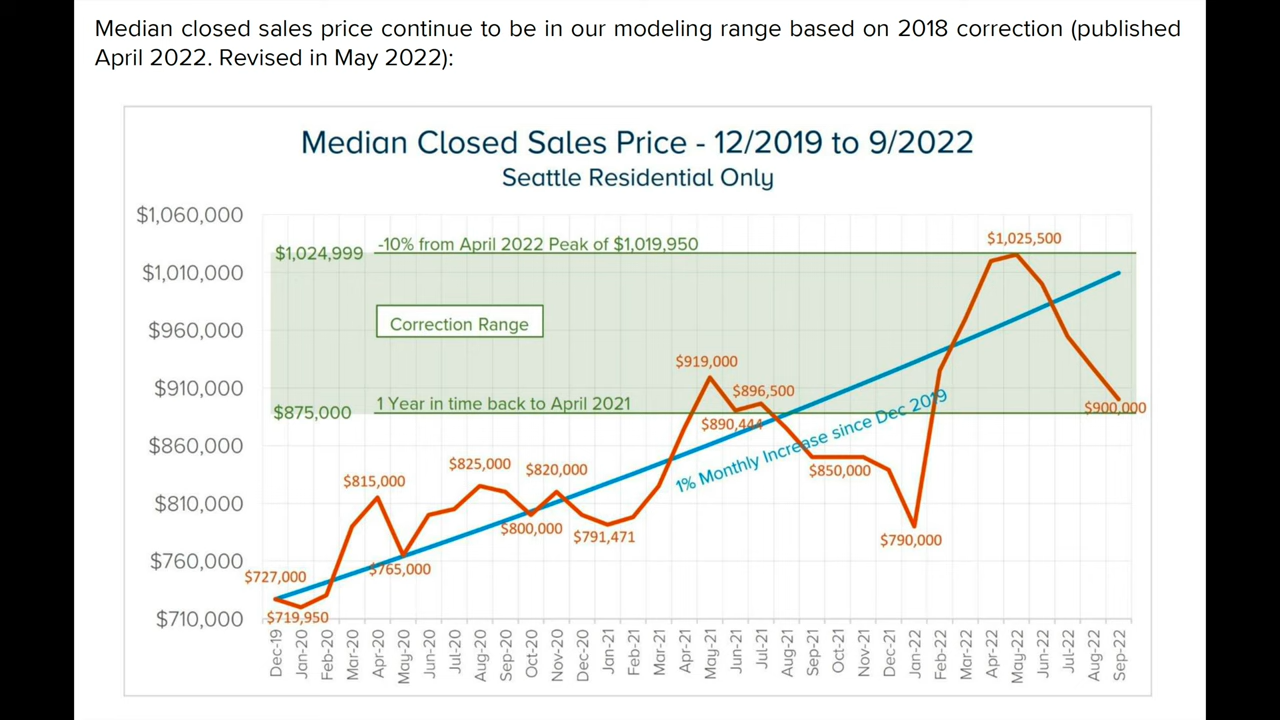 Median closed sales price continue to be in our modeling range based on 2018 correction (published
April 2022. Revised in May 2022):
Median Closed Sales Price - 12/2019 to 9/2022
Seattle Residential Only
$1,060,000
$1,010,000
$960,000
$910,000
$860,000
$810,000
$760,000
$710,000
$1,024,999
-10% from April 2022 Peak of $1,019,950
Correction Range
$875,000
1 Year in time back to April 2021
$727,000
$719,950
$815,000
$765,000
$825,000
$800,000
$820,000
$791,471
$919,000
$890,444
$896,500
$850,000
$790,000
$1,025,500
$900,000
1% Monthly Increase since Dec 2019
Dec-19
Jan-20
Feb-20
Mar-20
Apr-20
May-20
Jun-20
Jul-20
Aug-20
Sep-20
Oct-20
Nov-20
Dec-20
Jan-21
Feb-21
Mar-21
Apr-21
May-21
Jun-21
Jul-21
Aug-21
Sep-21
Oct-21
Nov-21
Dec-21
Jan-22
Feb-22
Mar-22
Apr-22
May-22
Jun-22
Jul-22
Aug-22
Sep-22